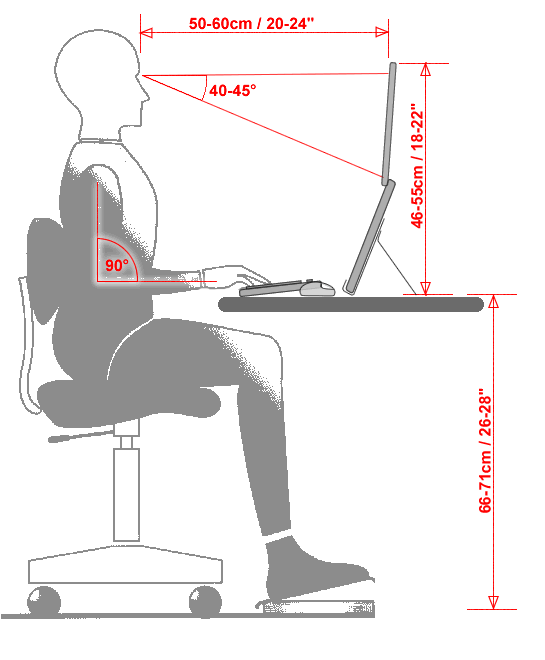 50-60cm / 20-24"
40-45°
46-55cm / 18-22"
90°
66-71cm / 26-28"